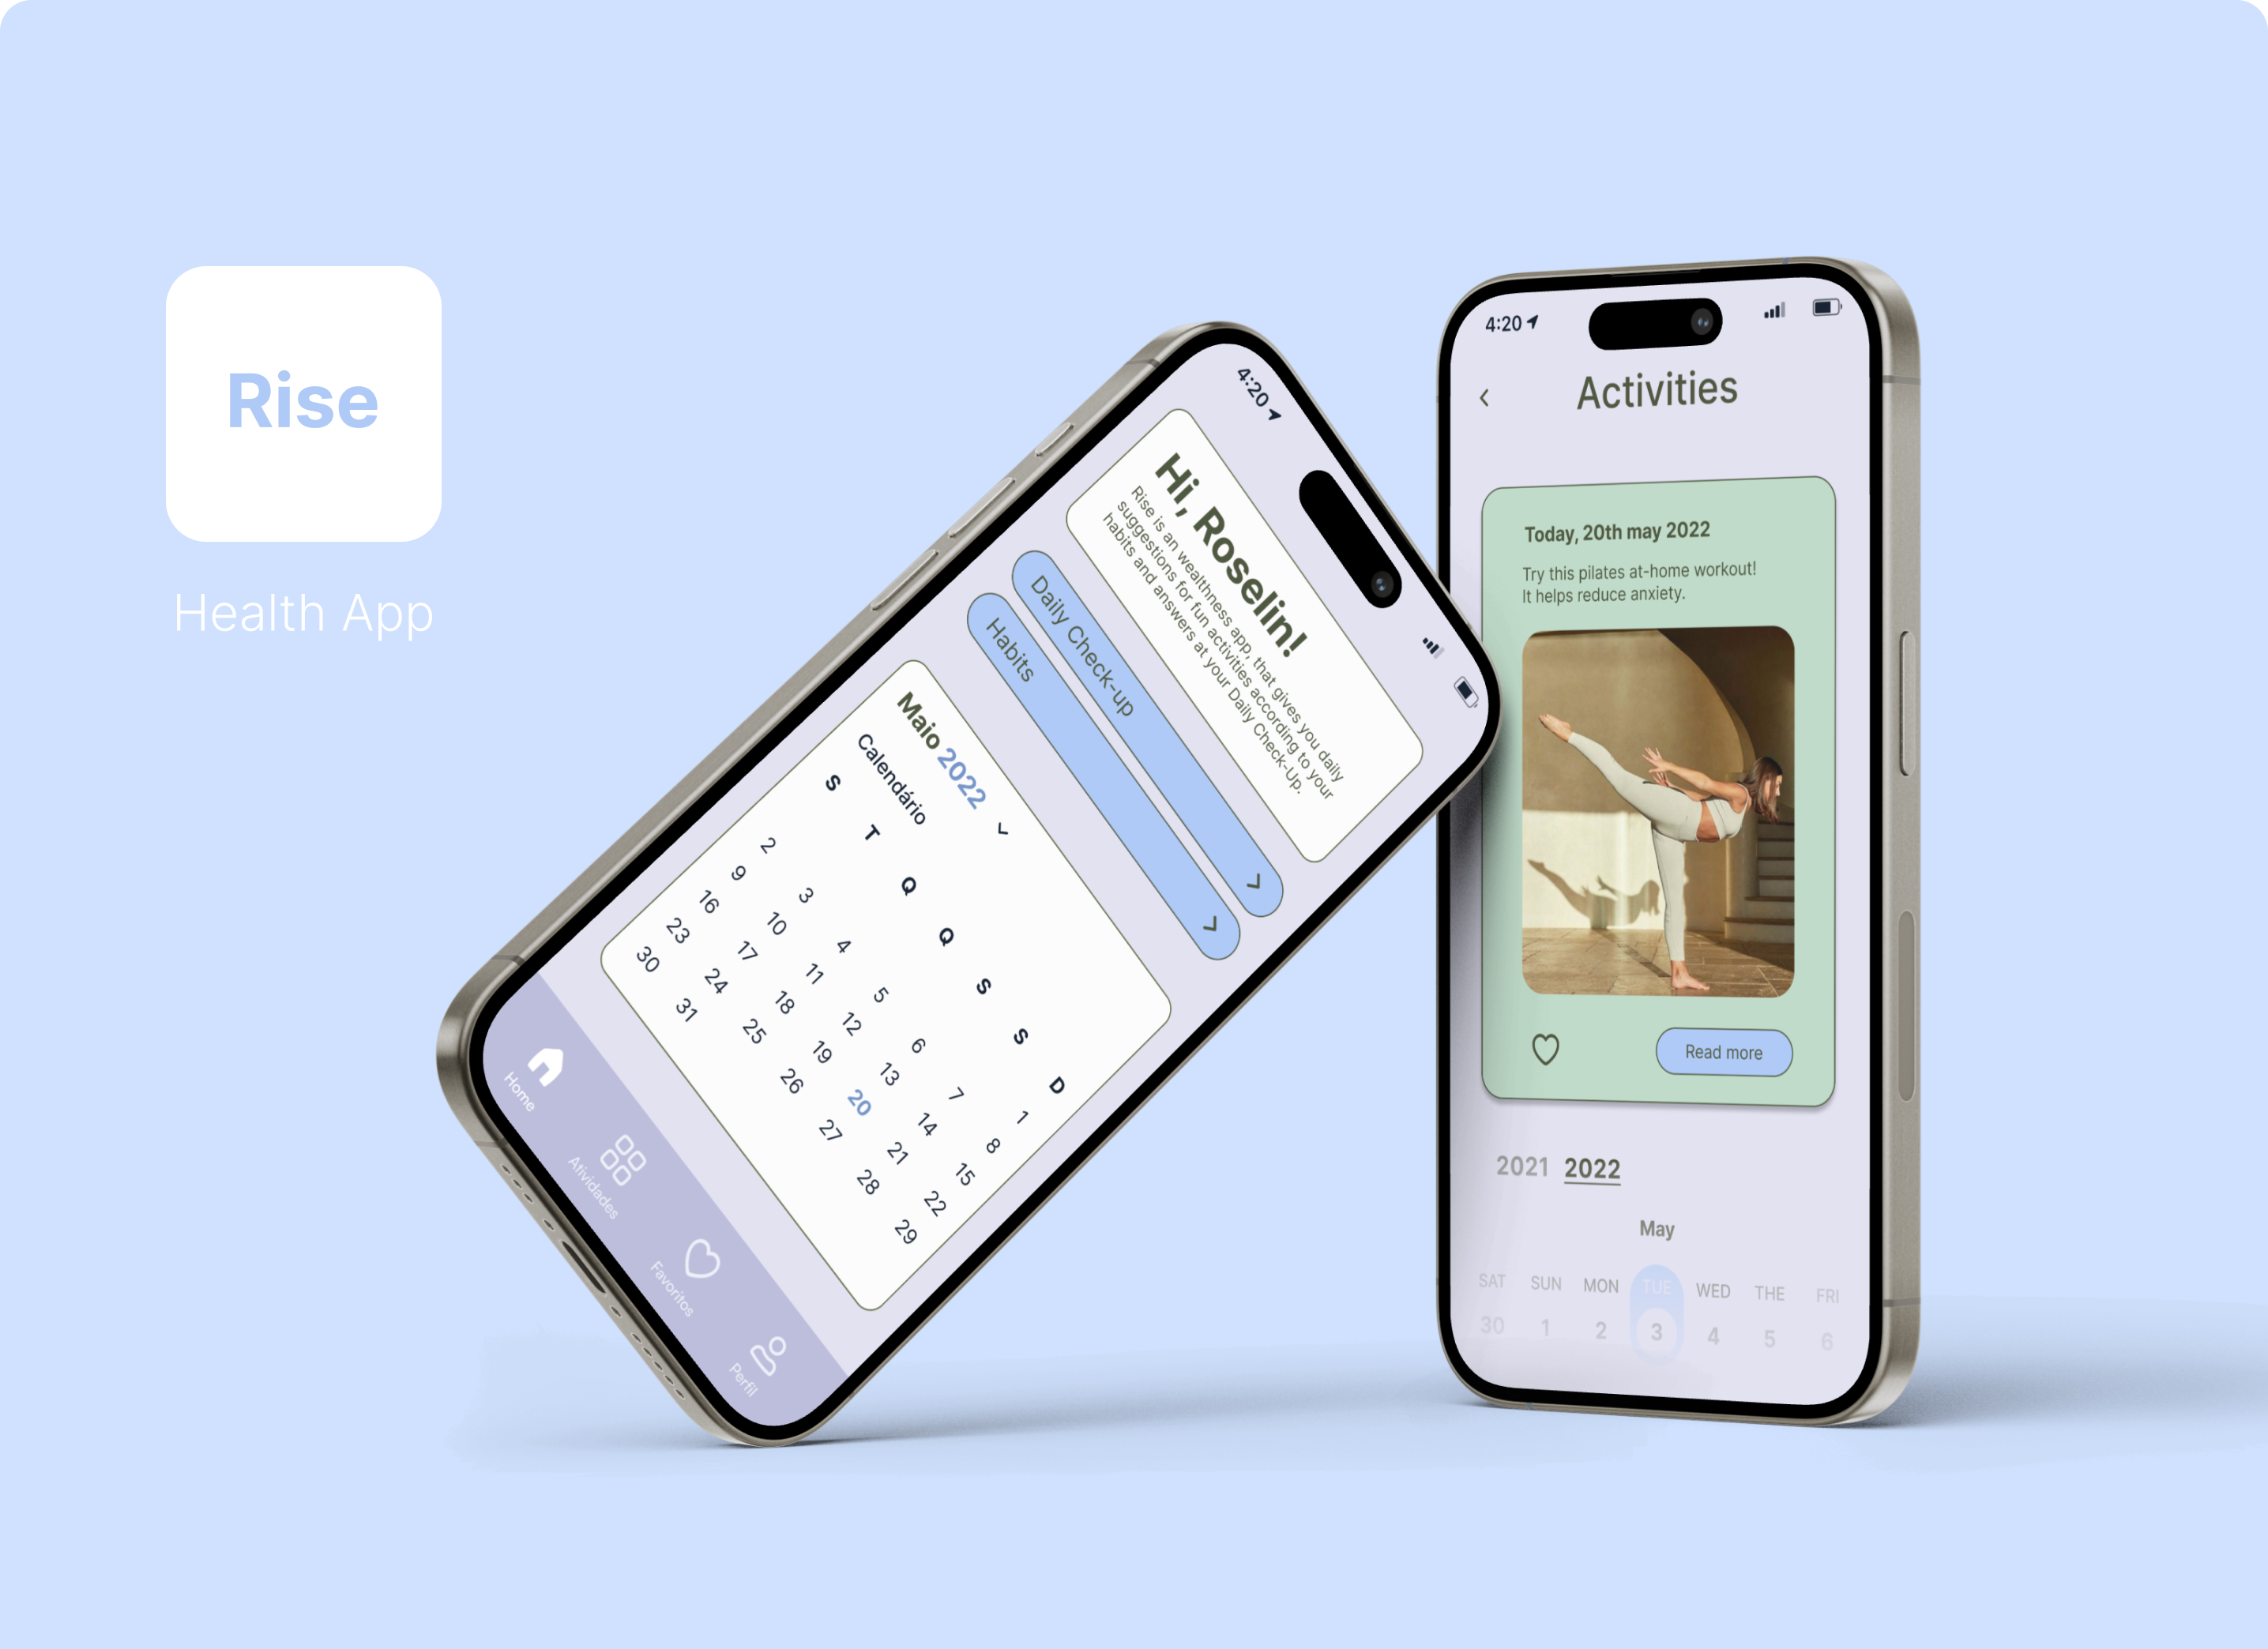 Rise
Health App
4:20
Hi, Roselin!
Rise is an wealthness app, that gives you daily
suggestions for fun activities according to your
habits and answers at your Daily Check-Up.
Daily Check-up
Habits
Maio 2022
Calendário
S T Q Q S S D
1
2 3 4 5 6 7 8
9 10 11 12 13 14 15
16 17 18 19 20 21 22
23 24 25 26 27 28 29
30 31
Home Atividades Favoritos Perfil
4:20
Activities
Today, 20th may 2022
Try this pilates at-home workout!
It helps reduce anxiety.
Read more
2021 2022
May
SAT SUN MON TUE WED THE FRI
30 1 2 3 4 5 6